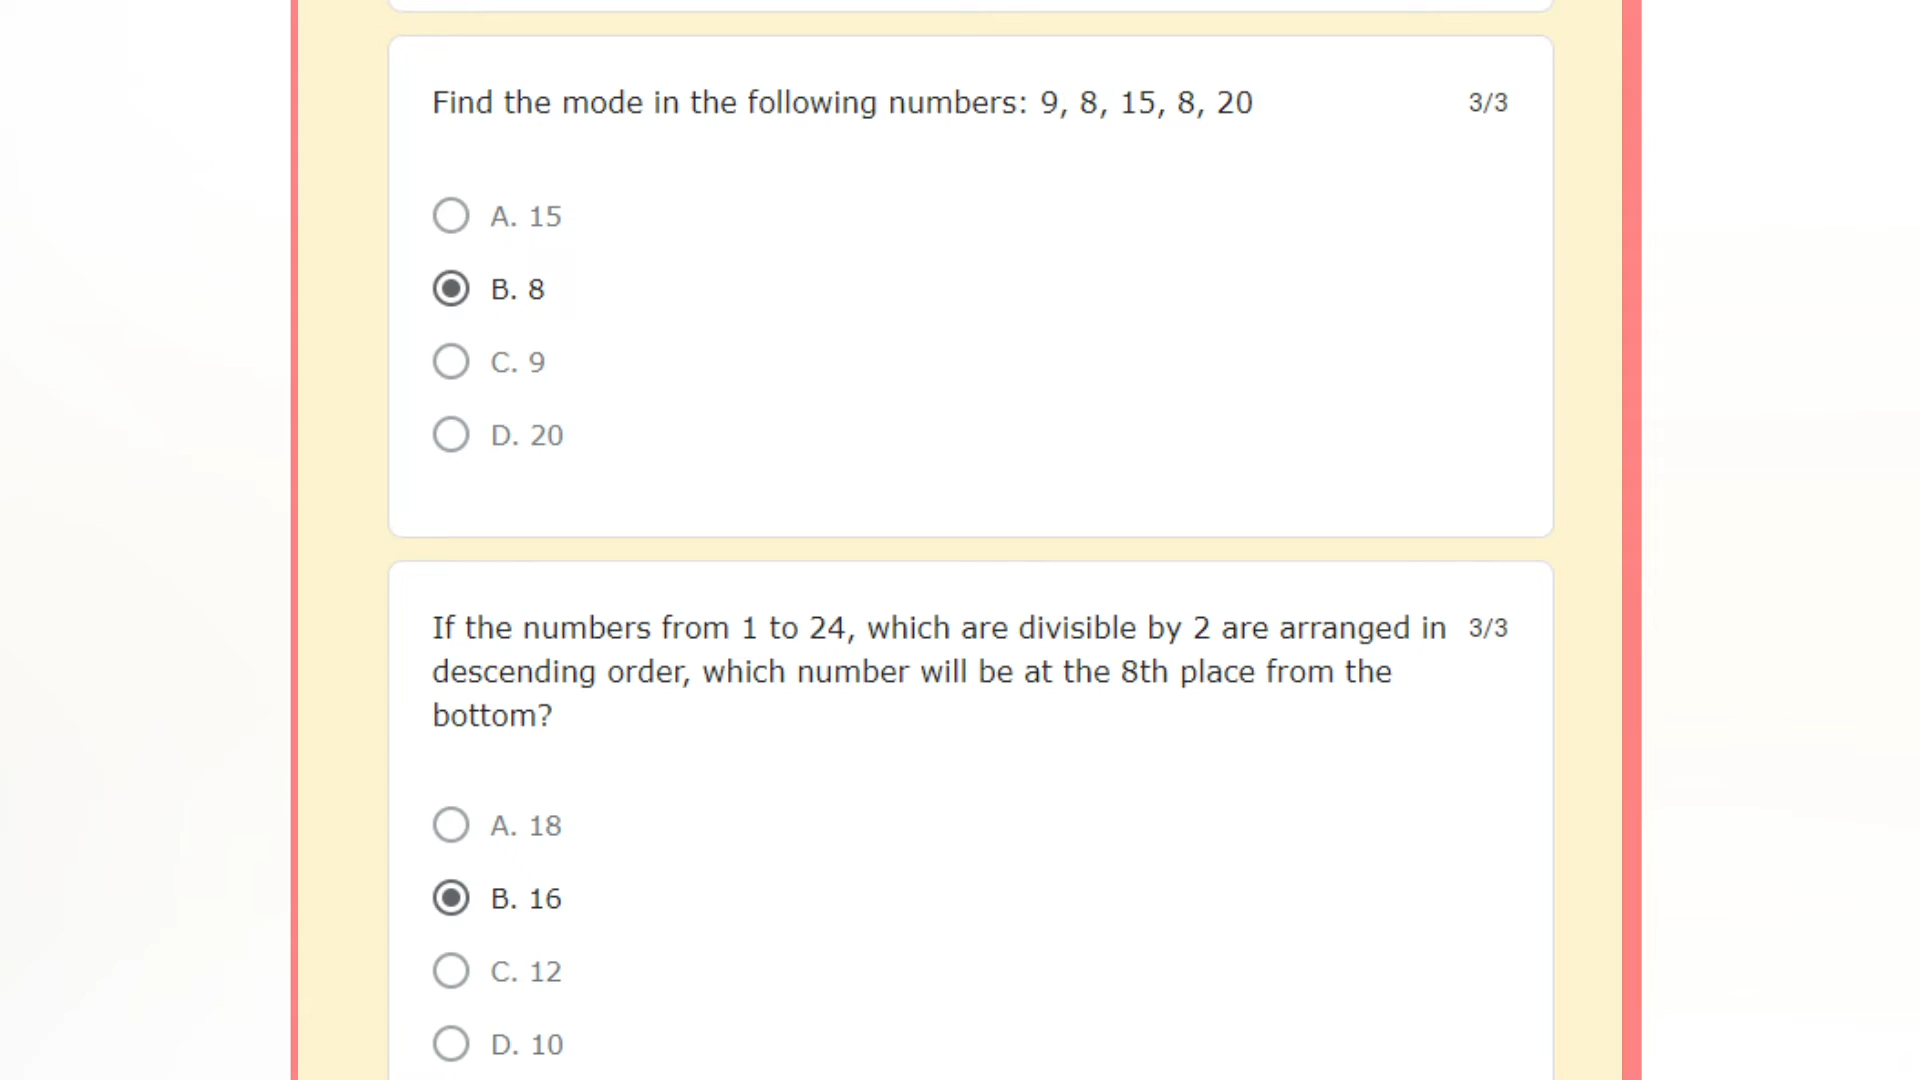 Find the mode in the following numbers: 9, 8, 15, 8, 20 3/3
A. 15
B. 8
C. 9
D. 20
If the numbers from 1 to 24, which are divisible by 2 are arranged in 3/3
descending order, which number will be at the 8th place from the
bottom?
A. 18
B. 16
C. 12
D. 10